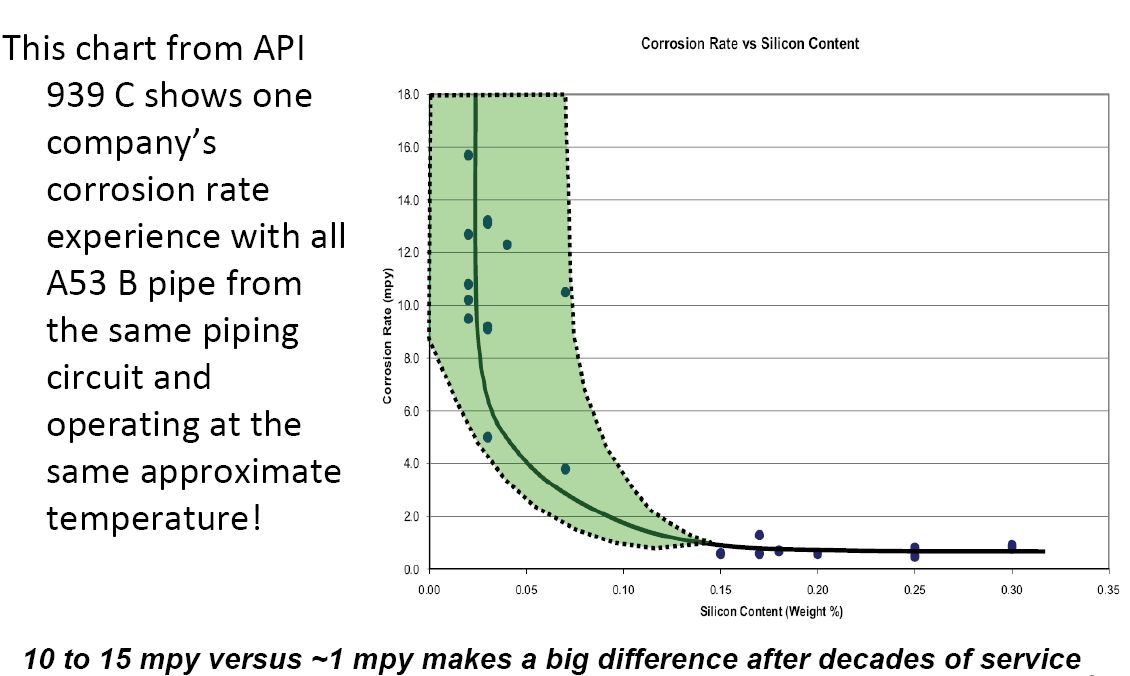 This chart from API
939 C shows one
company’s
corrosion rate
experience with all
A53 B pipe from
the same piping
circuit and
operating at the
same approximate
temperature!
Corrosion Rate vs Silicon Content
Corrosion Rate (mpy)
18.0
16.0
14.0
12.0
10.0
8.0
6.0
4.0
2.0
0.0
0.00 0.05 0.10 0.15 0.20 0.25 0.30 0.35
Silicon Content (Weight %)
10 to 15 mpy versus ~1 mpy makes a big difference after decades of service